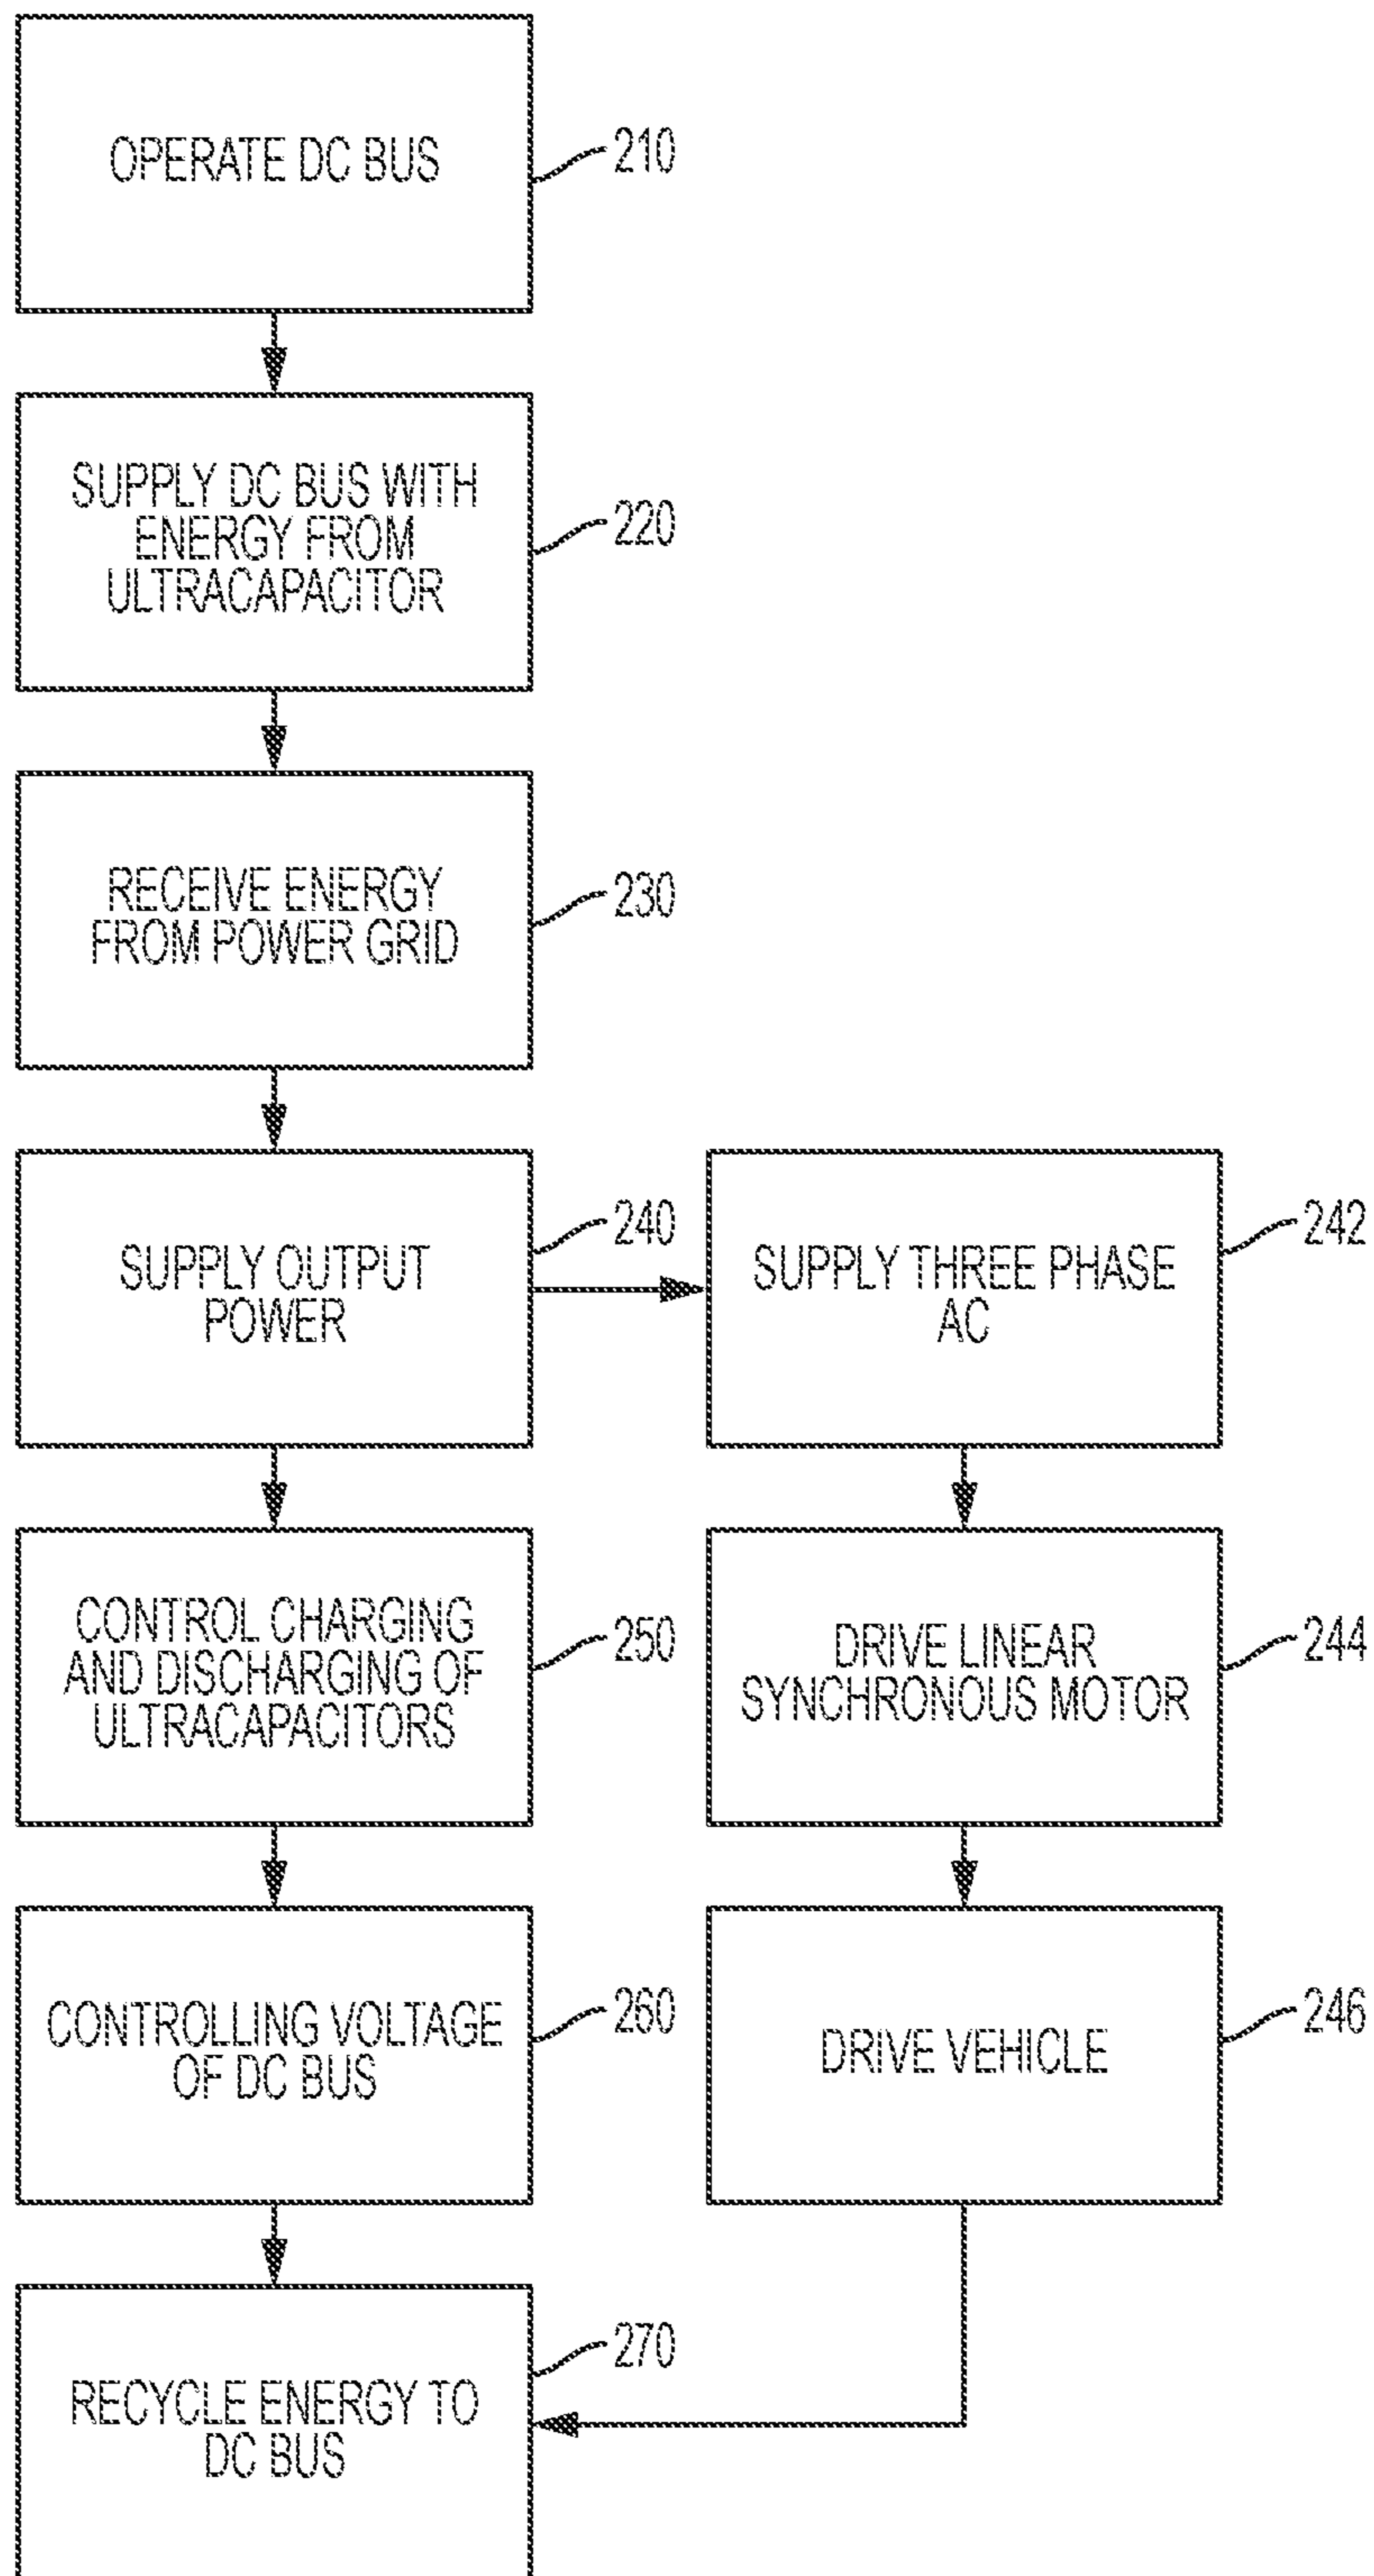 OPERATE DC BUS
210
SUPPLY DC BUS WITH
ENERGY FROM
ULTRACAPACITOR
220
RECEIVE ENERGY
FROM POWER GRID
230
SUPPLY OUTPUT
POWER
240
SUPPLY THREE PHASE
AC
242
CONTROL CHARGING
AND DISCHARGING OF
ULTRACAPACITORS
250
DRIVE LINEAR
SYNCHRONOUS MOTOR
244
CONTROLLING VOLTAGE
OF DC BUS
260
DRIVE VEHICLE
246
RECYCLE ENERGY TO
DC BUS
270